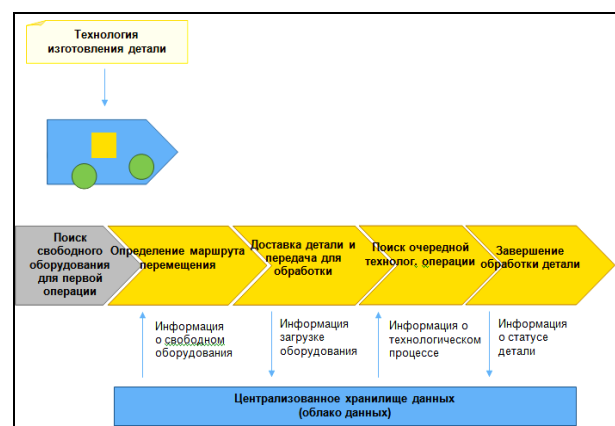 Технология
изготовления детали
Поиск
свободного
оборудования
для первой
операции
Определение маршрута
перемещения
Доставка детали и
передача для
обработки
Поиск очередной
технолог, операции
Завершение
обработки детали
Информация
о свободном
оборудования
Информация
загрузке
оборудования
Информация о
технологическом
процессе
Информация
о статусе
детали
Централизованное хранилище данных
(облако данных)